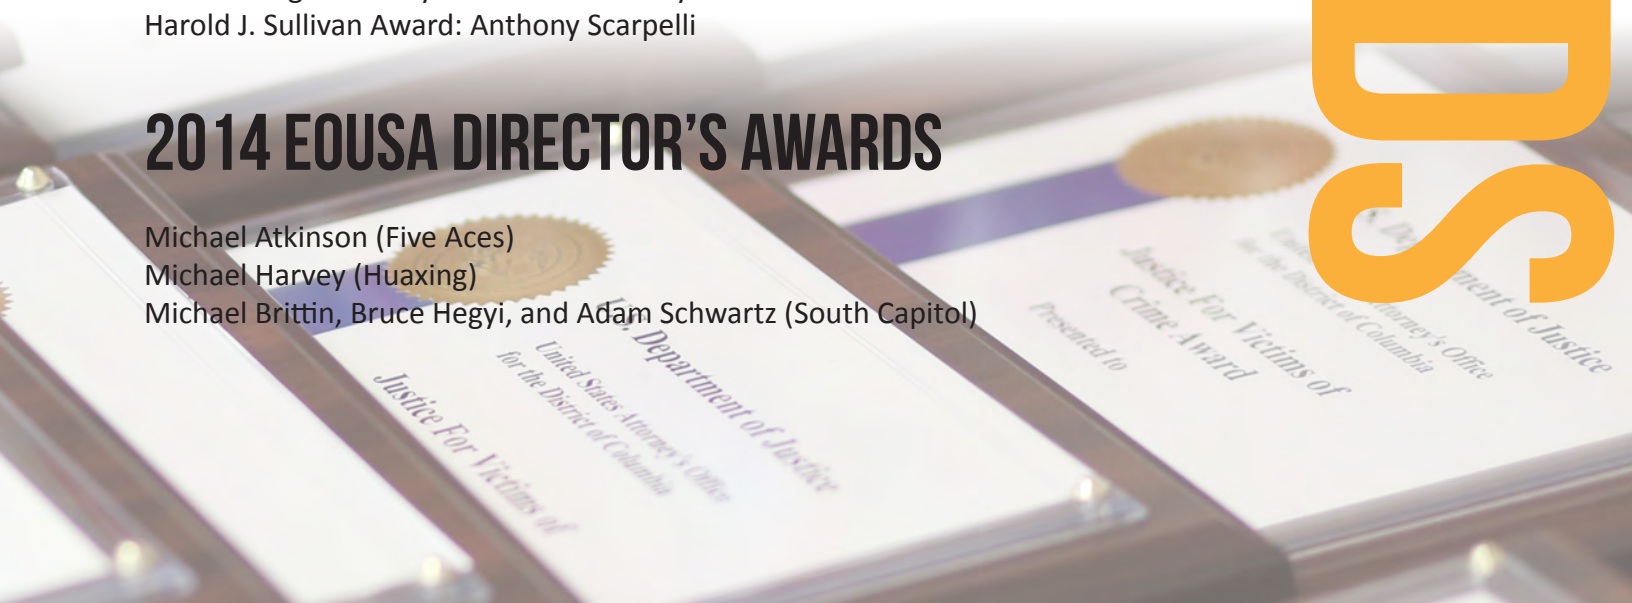 Harold J. Sullivan Award: Anthony Scarpelli
2014 EOUSA DIRECTOR’S AWARDS
Michael Atkinson (Five Aces)
Michael Harvey (Huaxing)
Michael Brittin, Bruce Hegyi, and Adam Schwartz (South Capitol)
DS
U.S. Department of Justice
United States Attorney's Office
for the District of Columbia
Justice For Victims of
S. Department of Justice
Attorney's Office
for the District of Columbia
Justice For Victims of
Crime Award
Presented to